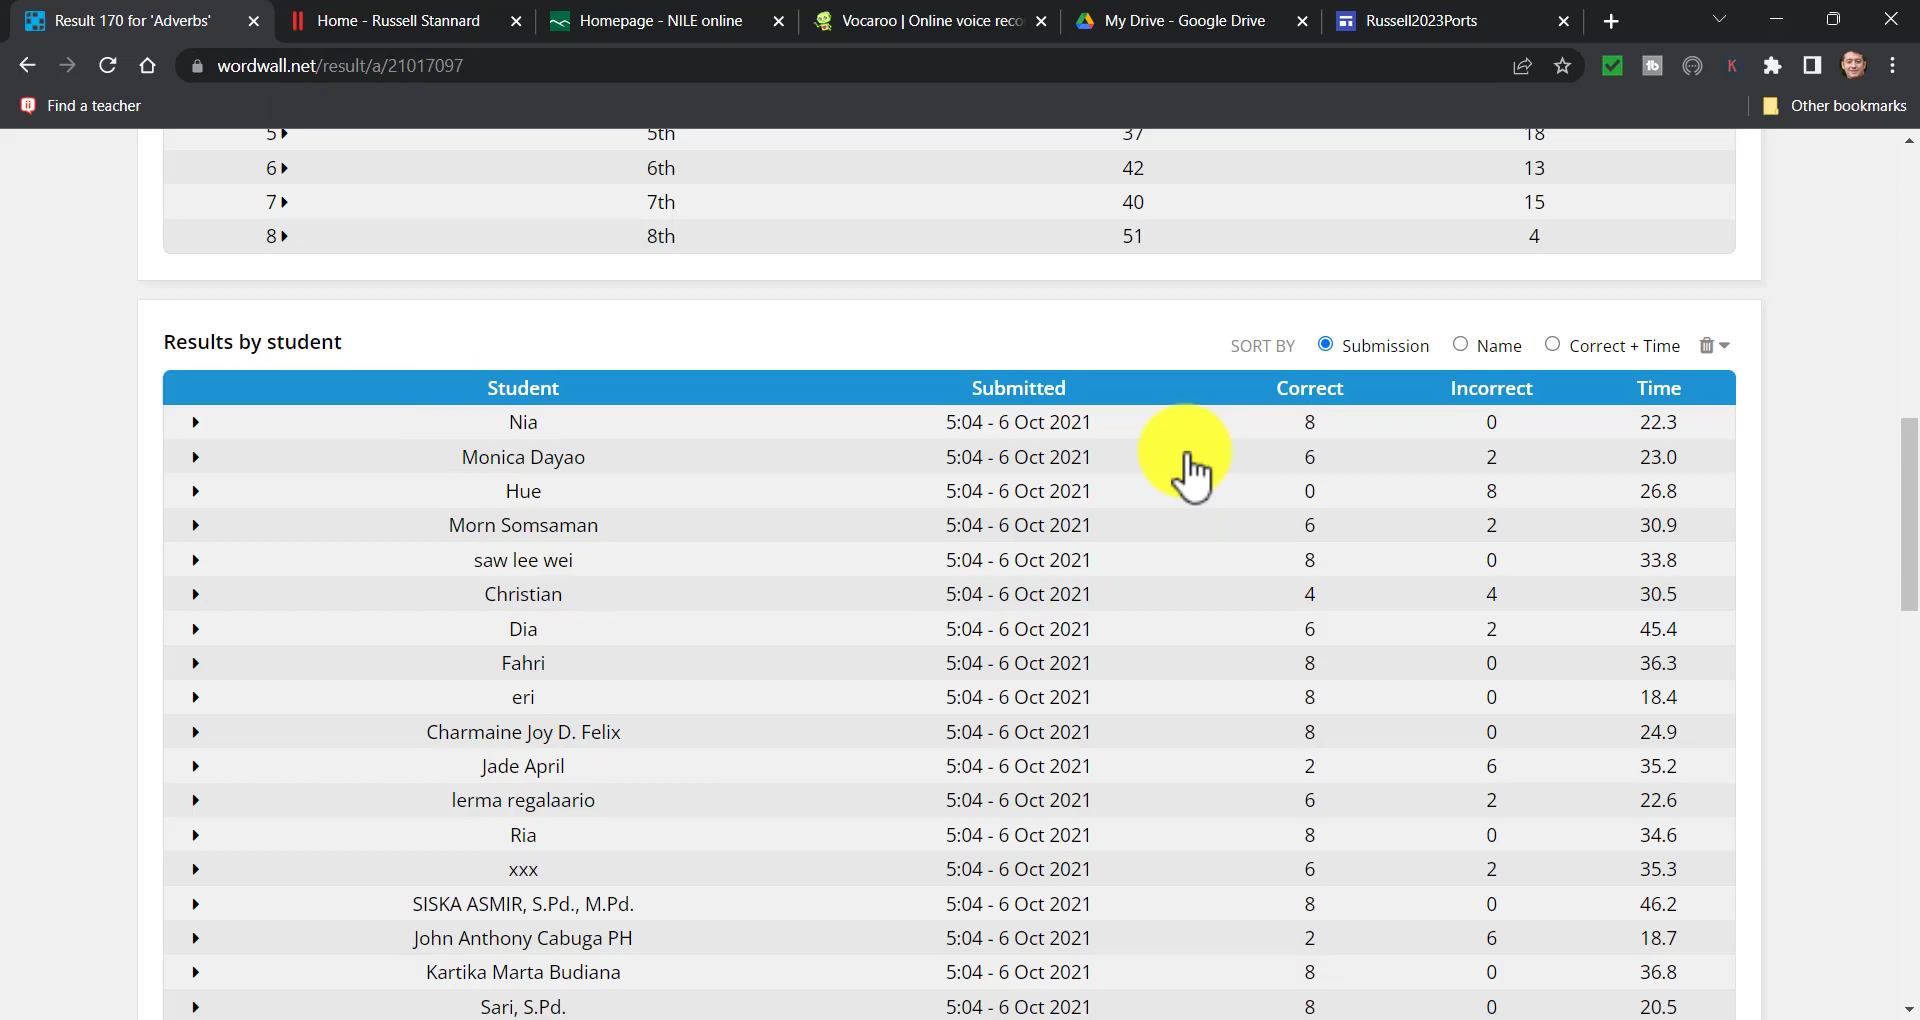 Result 170 for 'Adverbs'
Home - Russell Stannard
Homepage - NILE online
Vocaroo | Online voice reco
My Drive - Google Drive
Russell2023Ports
wordwall.net/result/a/21017097
Find a teacher
Other bookmarks
5 5th 37 18
6 6th 42 13
7 7th 40 15
8 8th 51 4
Results by student
SORT BY Submission Name Correct + Time
Student Submitted Correct Incorrect Time
Nia 5:04 - 6 Oct 2021 8 0 22.3
Monica Dayao 5:04 - 6 Oct 2021 6 2 23.0
Hue 5:04 - 6 Oct 2021 0 8 26.8
Morn Somsaman 5:04 - 6 Oct 2021 6 2 30.9
saw lee wei 5:04 - 6 Oct 2021 8 0 33.8
Christian 5:04 - 6 Oct 2021 4 4 30.5
Dia 5:04 - 6 Oct 2021 6 2 45.4
Fahri 5:04 - 6 Oct 2021 8 0 36.3
eri 5:04 - 6 Oct 2021 8 0 18.4
Charmaine Joy D. Felix 5:04 - 6 Oct 2021 8 0 24.9
Jade April 5:04 - 6 Oct 2021 2 6 35.2
lerma regalaario 5:04 - 6 Oct 2021 6 2 22.6
Ria 5:04 - 6 Oct 2021 8 0 34.6
xxx 5:04 - 6 Oct 2021 6 2 35.3
SISKA ASMIR, S.Pd., M.Pd. 5:04 - 6 Oct 2021 8 0 46.2
John Anthony Cabuga PH 5:04 - 6 Oct 2021 2 6 18.7
Kartika Marta Budiana 5:04 - 6 Oct 2021 8 0 36.8
Sari, S.Pd. 5:04 - 6 Oct 2021 8 0 20.5